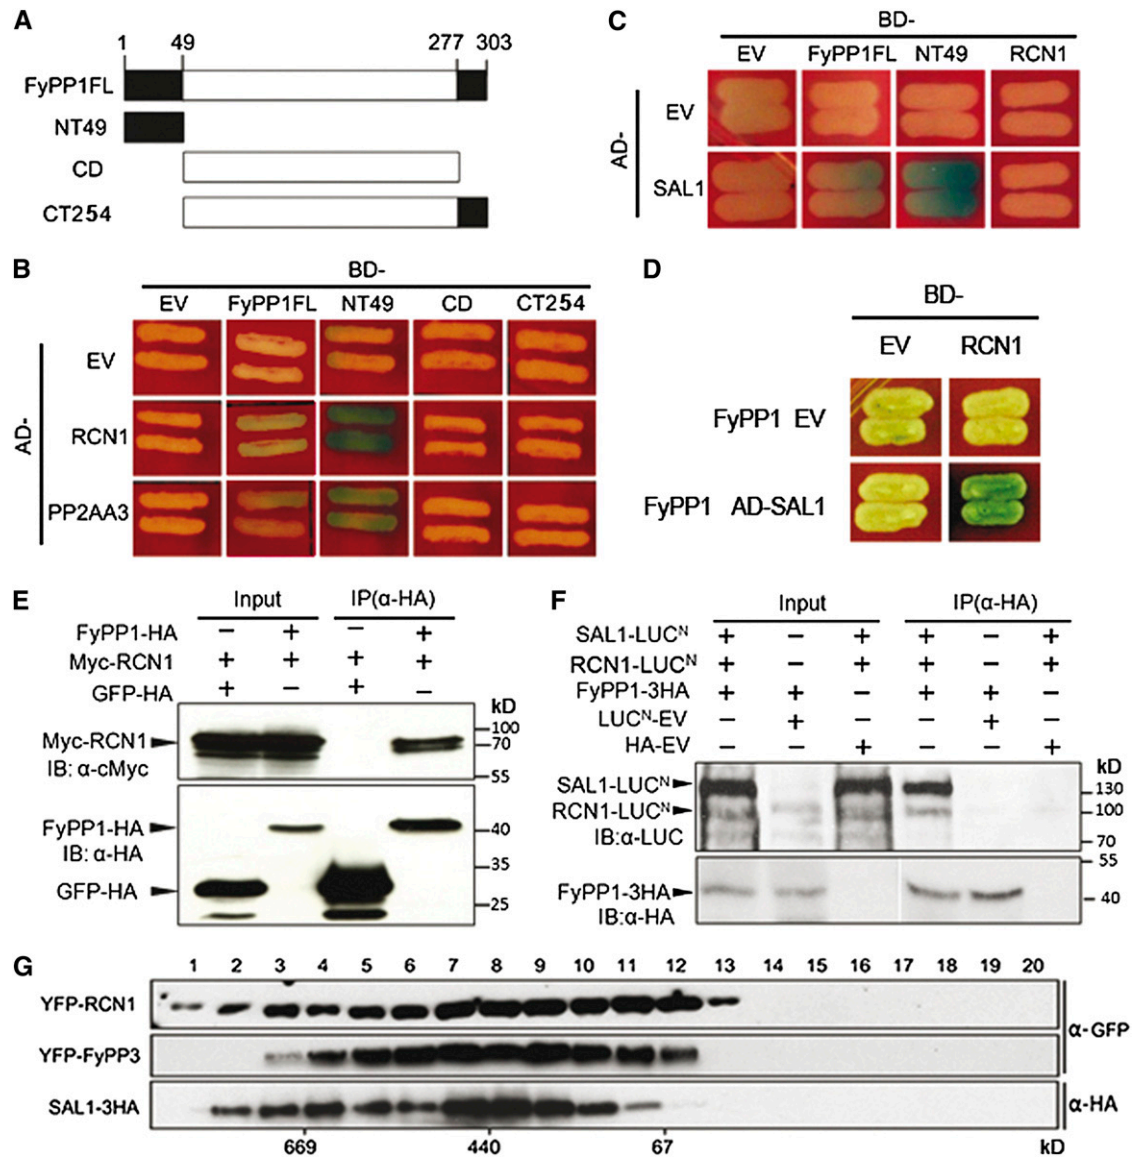 A
1 49 277 303
FyPP1FL
NT49
CD
CT254
B
BD-
EV FyPP1FL NT49 CD CT254
AD-
EV
RCN1
PP2AA3
C
BD-
EV FyPP1FL NT49 RCN1
AD-
EV
SAL1
D
BD-
EV RCN1
FyPP1 EV
FyPP1 AD-SAL1
E
Input IP(α-HA)
FyPP1-HA − + − +
Myc-RCN1 + + + +
GFP-HA + − + −
kD
Myc-RCN1
IB: α-cMyc
100
70
55
FyPP1-HA
IB: α-HA
GFP-HA
40
35
25
F
Input IP(α-HA)
SAL1-LUCᴺ + − + + − +
RCN1-LUCᴺ + − + + − +
FyPP1-3HA + + − + + −
LUCᴺ-EV − + − − + −
HA-EV − − + − − +
kD
SAL1-LUCᴺ
RCN1-LUCᴺ
IB:α-LUC
130
100
70
FyPP1-3HA
IB:α-HA
55
40
G
1 2 3 4 5 6 7 8 9 10 11 12 13 14 15 16 17 18 19 20
YFP-RCN1
YFP-FyPP3
α-GFP
SAL1-3HA
α-HA
669 440 67 kD